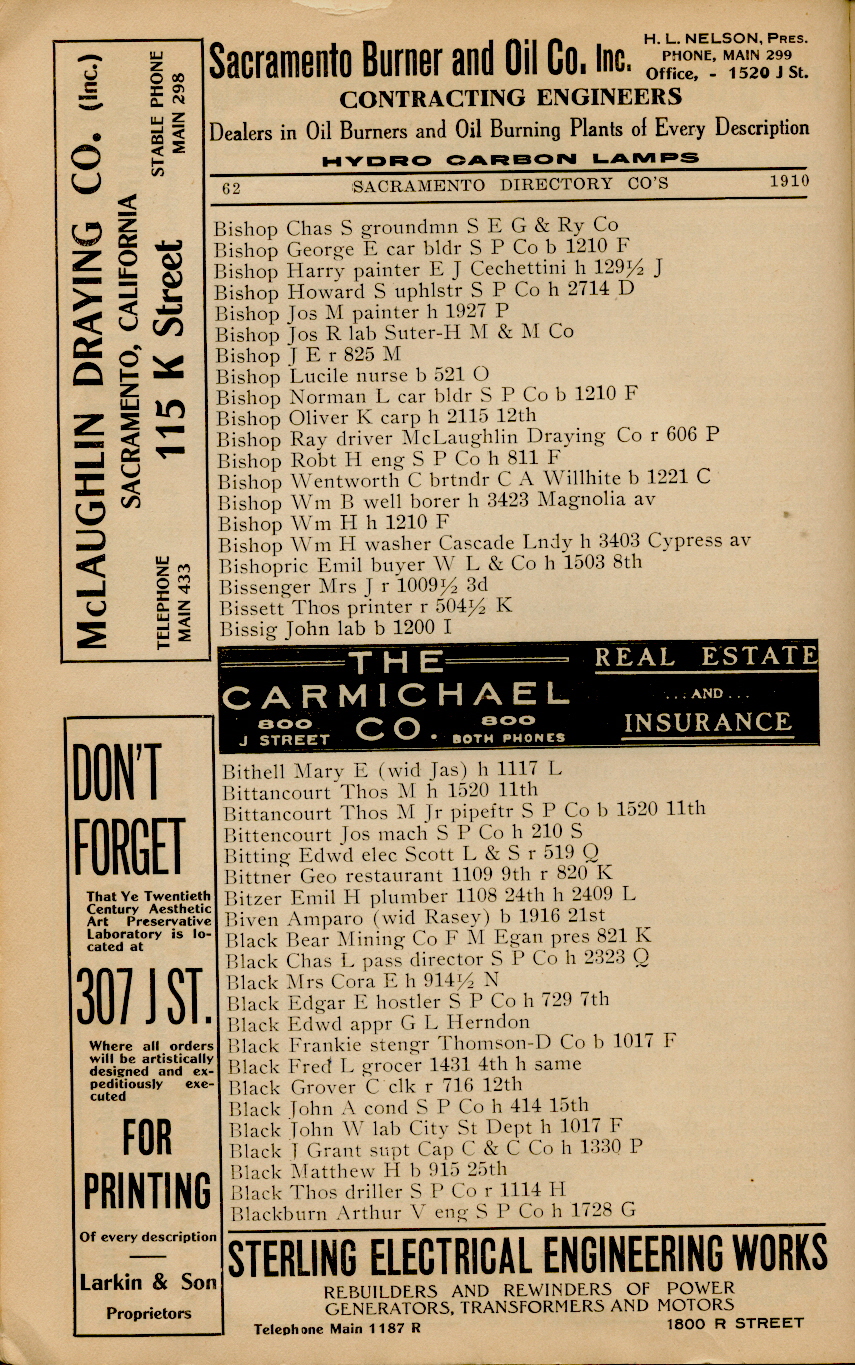 Sacramento Burner and Oil Co. Inc.
H. L. NELSON, PRES.
PHONE, MAIN 299
Office, - 1520 J St.
CONTRACTING ENGINEERS
Dealers in Oil Burners and Oil Burning Plants of Every Description
HYDRO CARBON LAMPS
62 SACRAMENTO DIRECTORY CO'S 1910
McLAUGHLIN DRAYING CO. (Inc.)
SACRAMENTO, CALIFORNIA
TELEPHONE MAIN 433
115 K Street
STABLE PHONE MAIN 298
Bishop Chas S groundmn S E G & Ry Co
Bishop George E car bldr S P Co b 1210 F
Bishop Harry painter E J Cechettini h 129½ J
Bishop Howard S uphlstr S P Co h 2714 D
Bishop Jos M painter h 1927 P
Bishop Jos R lab Suter-H M & M Co
Bishop J E r 825 M
Bishop Lucile nurse b 521 O
Bishop Norman L car bldr S P Co b 1210 F
Bishop Oliver K carp h 2115 12th
Bishop Ray driver McLaughlin Draying Co r 606 P
Bishop Robt H eng S P Co h 811 F
Bishop Wentworth C brtndr C A Willhite b 1221 C
Bishop Wm B well borer h 3423 Magnolia av
Bishop Wm H h 1210 F
Bishop Wm H washer Cascade Lndy h 3403 Cypress av
Bishopric Emil buyer W L & Co h 1503 8th
Bissenger Mrs J r 1009½ 3d
Bissett Thos printer r 504½ K
Bissig John lab b 1200 I
THE
CARMICHAEL
CO.
800
J STREET
800
BOTH PHONES
REAL ESTATE
... AND ...
INSURANCE
DON'T
FORGET
That Ye Twentieth
Century Aesthetic
Art Preservative
Laboratory is lo-
cated at
307 J ST.
Where all orders
will be artistically
designed and ex-
peditiously exe-
cuted
FOR
PRINTING
Of every description
Larkin & Son
Proprietors
Bithell Mary E (wid Jas) h 1117 L
Bittancourt Thos M h 1520 11th
Bittancourt Thos M Jr pipeftr S P Co b 1520 11th
Bittencourt Jos mach S P Co h 210 S
Bitting Edwd elec Scott L & S r 519 Q
Bittner Geo restaurant 1109 9th r 820 K
Bitzer Emil H plumber 1108 24th h 2409 L
Biven Amparo (wid Rasey) b 1916 21st
Black Bear Mining Co F M Egan pres 821 K
Black Chas L pass director S P Co h 2323 Q
Black Mrs Cora E h 914½ N
Black Edgar E hostler S P Co h 729 7th
Black Edwd appr G L Herndon
Black Frankie stengr Thomson-D Co b 1017 F
Black Fred L grocer 1431 4th h same
Black Grover C clk r 716 12th
Black John A cond S P Co h 414 15th
Black John W lab City St Dept h 1017 F
Black J Grant supt Cap C & C Co h 1330 P
Black Matthew H b 915 25th
Black Thos driller S P Co r 1114 H
Blackburn Arthur V eng S P Co h 1728 G
STERLING ELECTRICAL ENGINEERING WORKS
REBUILDERS AND REWINDERS OF POWER
GENERATORS, TRANSFORMERS AND MOTORS
Telephone Main 1187 R 1800 R STREET